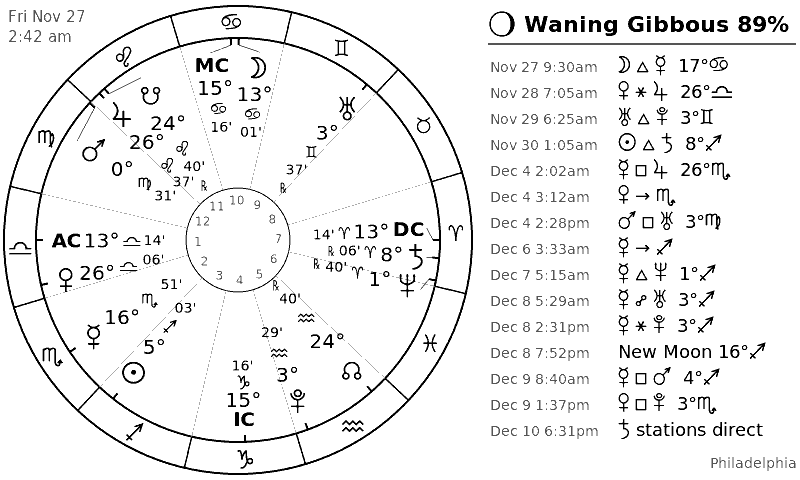 Fri Nov 27
2:42 am
Waning Gibbous 89%
Nov 27 9:30am ☽ △ ☿ 17°♋
Nov 28 7:05am ♀ ⚹ ♃ 26°♎
Nov 29 6:25am ♅ △ ⯓ 3°♊
Nov 30 1:05am ☉ △ ♄ 8°♐
Dec 4 2:02am ☿ □ ♃ 26°♏
Dec 4 3:12am ♀ → ♏
Dec 4 2:28pm ♂ □ ♅ 3°♍
Dec 6 3:33am ☿ → ♐
Dec 7 5:15am ☿ △ ♆ 1°♐
Dec 8 5:29am ☿ ☍ ♅ 3°♐
Dec 8 2:31pm ☿ ⚹ ⯓ 3°♐
Dec 8 7:52pm New Moon 16°♐
Dec 9 8:40am ☿ □ ♂ 4°♐
Dec 9 1:37pm ♀ □ ⯓ 3°♏
Dec 10 6:31pm ♄ stations direct
Philadelphia
♋
♊
♉
♈
♓
♒
♑
♐
♏
♎
♍
♌
MC 15° ♋ 16'
☽ 13° ♋ 01'
♅ 3° ♊ 37' ℞
DC 13° ♈ 14'
♄ 8° ♈ 06' ℞
♆ 1° ♈ 40' ℞
☊ 24° ♒ 40' ℞
⯓ 3° ♒ 29'
IC 15° ♑ 16'
☉ 5° ♐ 03'
☿ 16° ♏ 51'
♀ 26° ♎ 06'
AC 13° ♎ 14'
♂ 0° ♍ 31'
♃ 26° ♌ 37'
☋ 24° ♌ 40' ℞
1
2
3
4
5
6
7
8
9
10
11
12